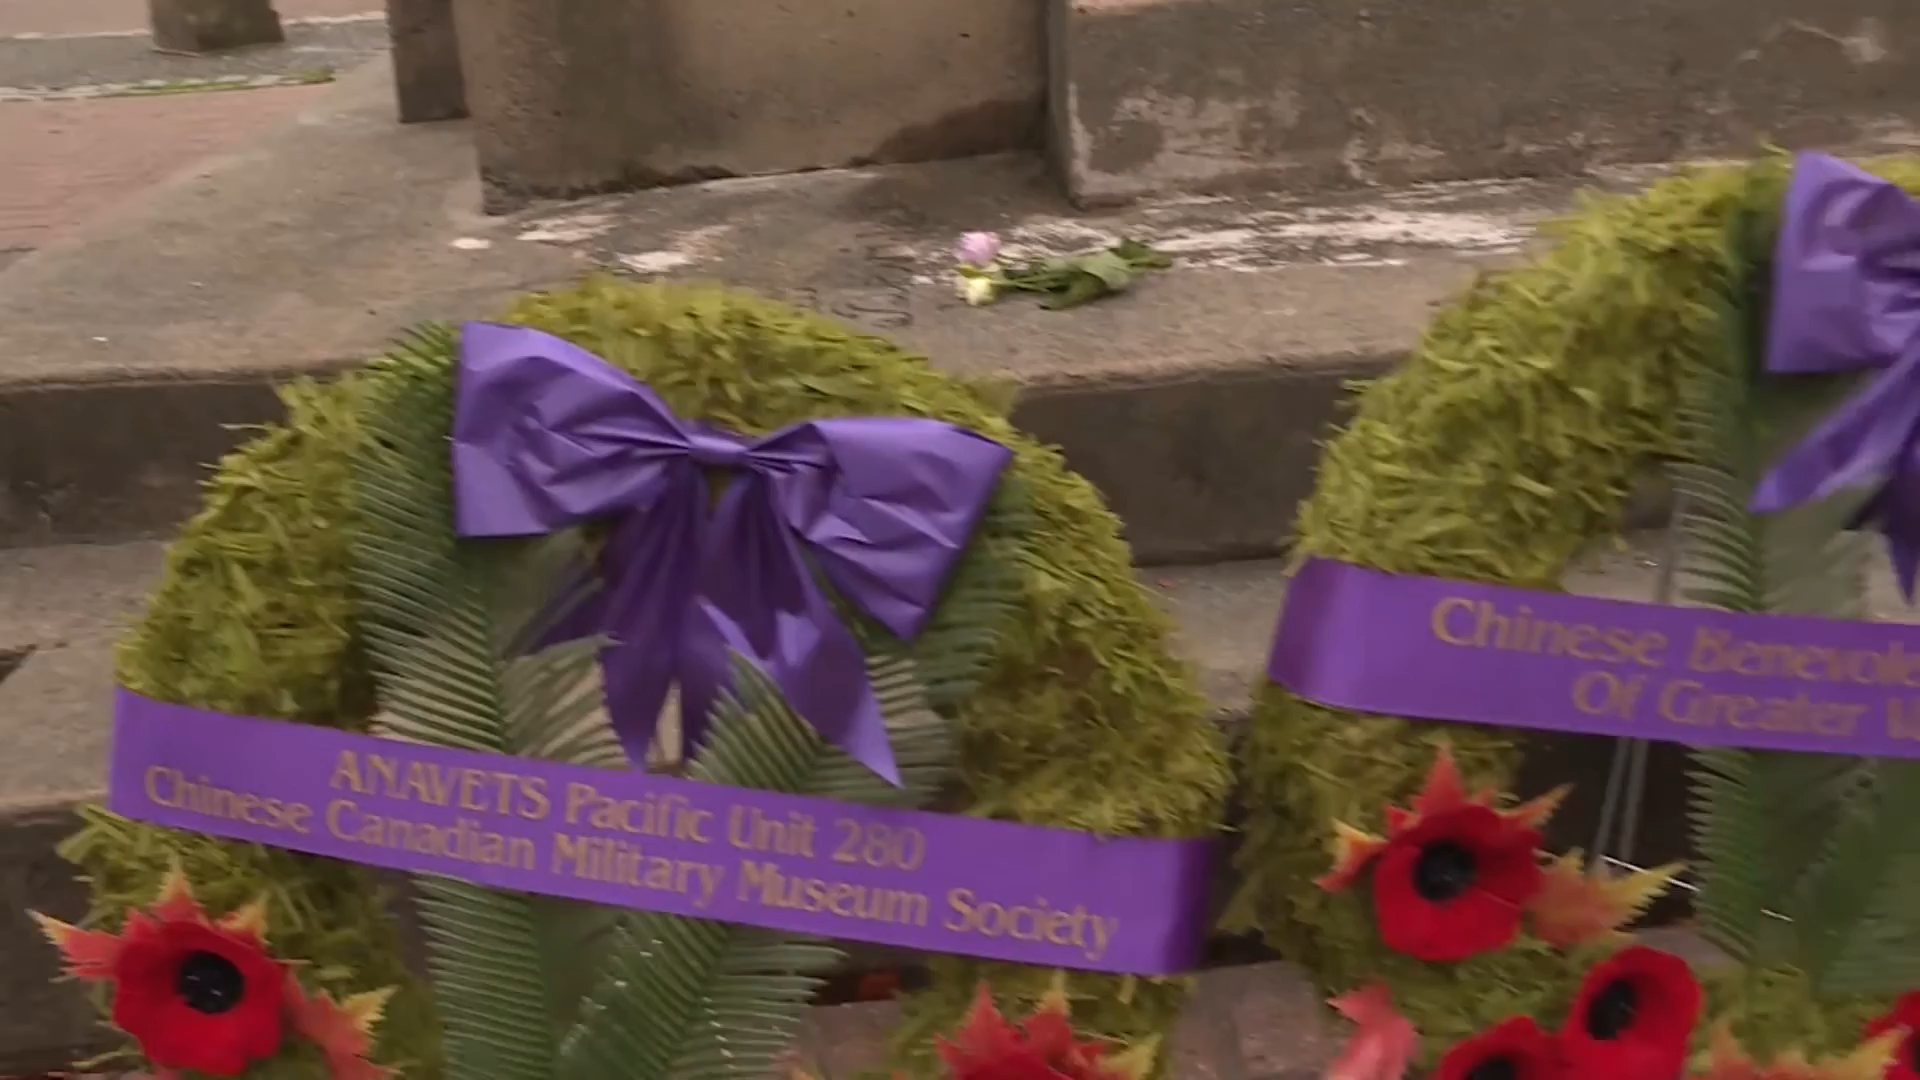 ANAVETS Pacific Unit 280
Chinese Canadian Military Museum Society
Chinese
Of Greater